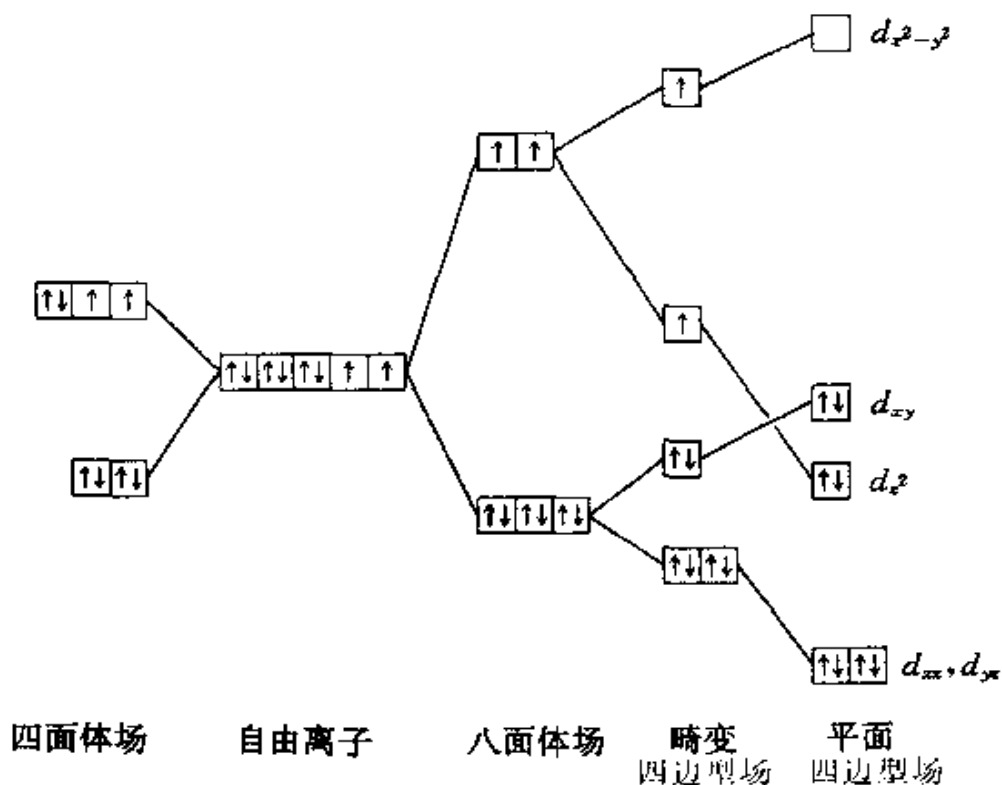 d_{x²-y²}
d_{xy}
d_{z²}
d_{xz}, d_{yz}
四面体场 自由离子 八面体场 畸变 平面
四边型场 四边型场